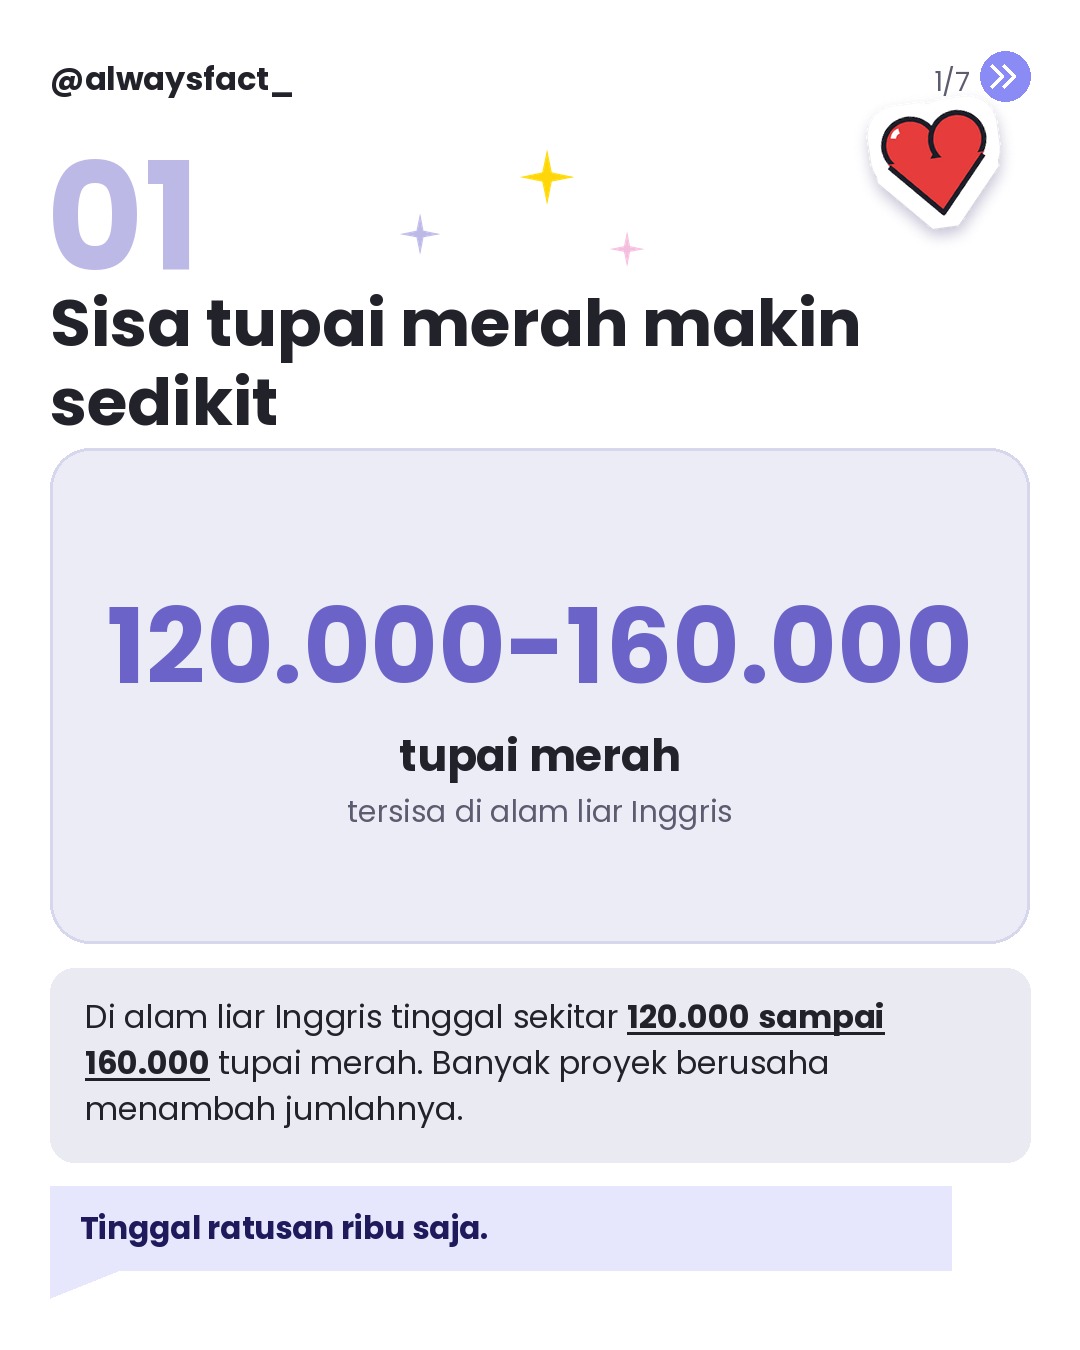 @alwaysfact_
1/7
01
Sisa tupai merah makin
sedikit
120.000–160.000
tupai merah
tersisa di alam liar Inggris
Di alam liar Inggris tinggal sekitar 120.000 sampai
160.000 tupai merah. Banyak proyek berusaha
menambah jumlahnya.
Tinggal ratusan ribu saja.